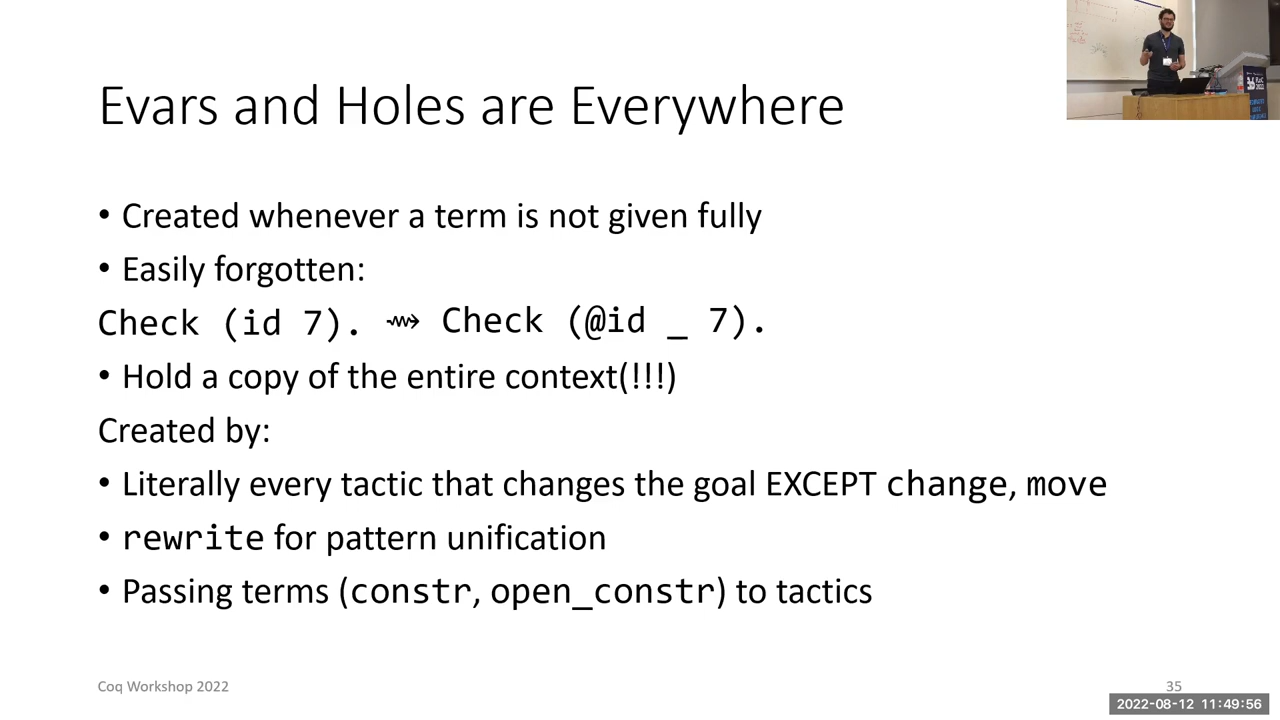 Evars and Holes are Everywhere
• Created whenever a term is not given fully
• Easily forgotten:
Check (id 7). ⇝ Check (@id _ 7).
• Hold a copy of the entire context(!!!)
Created by:
• Literally every tactic that changes the goal EXCEPT change, move
• rewrite for pattern unification
• Passing terms (constr, open_constr) to tactics
Coq Workshop 2022
35
2022-08-12 11:49:56